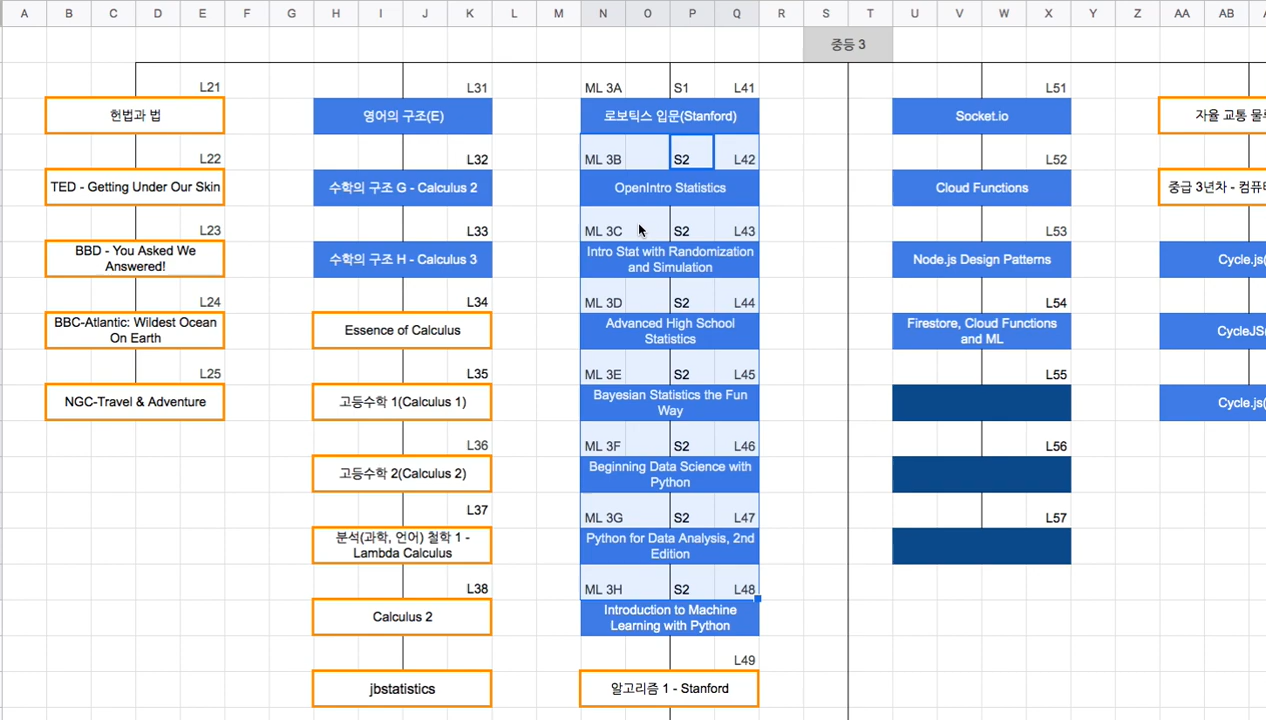 A B C D E F G H I J K L M N O P Q R S T U V W X Y Z AA AB
중등 3
L21 L31 ML 3A S1 L41 L51
헌법과 법 영어의 구조(E) 로보틱스 입문(Stanford) Socket.io 자율 교통 물
L22 L32 ML 3B S2 L42 L52
TED - Getting Under Our Skin 수학의 구조 G - Calculus 2 OpenIntro Statistics Cloud Functions 중급 3년차 - 컴퓨터
L23 L33 ML 3C S2 L43 L53
BBD - You Asked We
Answered!
수학의 구조 H - Calculus 3
Intro Stat with Randomization
and Simulation
Node.js Design Patterns
Cycle.js(
L24 L34 ML 3D S2 L44 L54
BBC-Atlantic: Wildest Ocean
On Earth
Essence of Calculus
Advanced High School
Statistics
Firestore, Cloud Functions
and ML
CycleJS(
L25 L35 ML 3E S2 L45 L55
NGC-Travel & Adventure
고등수학 1(Calculus 1)
Bayesian Statistics the Fun
Way
Cycle.js(
L36 ML 3F S2 L46 L56
고등수학 2(Calculus 2)
Beginning Data Science with
Python
L37 ML 3G S2 L47 L57
분석(과학, 언어) 철학 1 -
Lambda Calculus
Python for Data Analysis, 2nd
Edition
L38 ML 3H S2 L48
Calculus 2
Introduction to Machine
Learning with Python
L49
jbstatistics 알고리즘 1 - Stanford